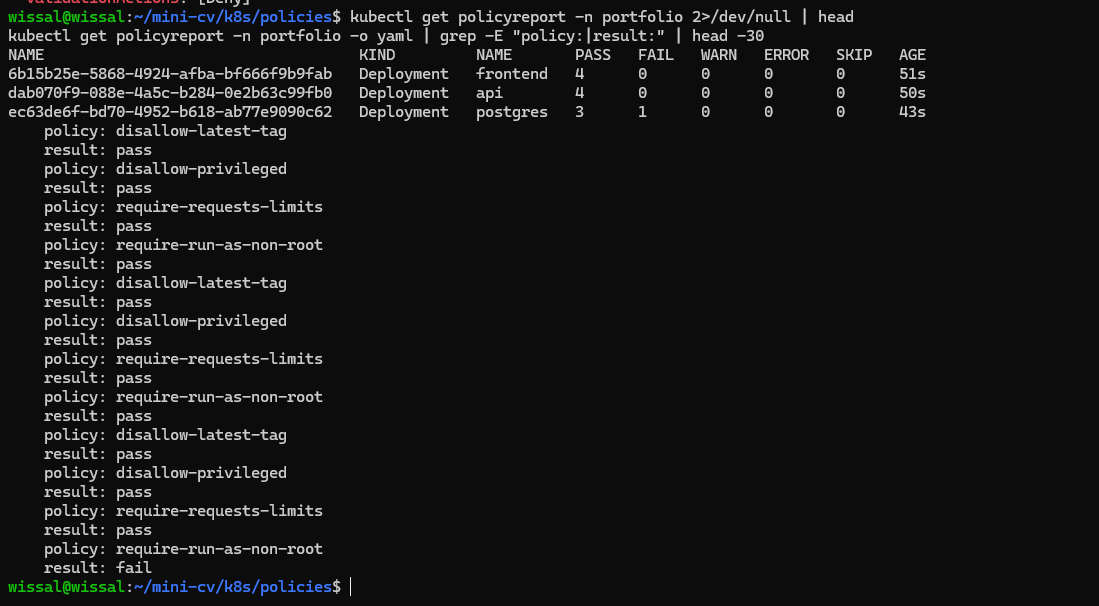 validationActions: [Deny]
wissal@wissal:~/mini-cv/k8s/policies$ kubectl get policyreport -n portfolio 2>/dev/null | head
kubectl get policyreport -n portfolio -o yaml | grep -E "policy:|result:" | head -30
NAME                                   KIND         NAME       PASS   FAIL   WARN   ERROR   SKIP   AGE
6b15b25e-5868-4924-afba-bf666f9b9fab   Deployment   frontend   4      0      0      0       0      51s
dab070f9-088e-4a5c-b284-0e2b63c99fb0   Deployment   api        4      0      0      0       0      50s
ec63de6f-bd70-4952-b618-ab77e9090c62   Deployment   postgres   3      1      0      0       0      43s
    policy: disallow-latest-tag
    result: pass
    policy: disallow-privileged
    result: pass
    policy: require-requests-limits
    result: pass
    policy: require-run-as-non-root
    result: pass
    policy: disallow-latest-tag
    result: pass
    policy: disallow-privileged
    result: pass
    policy: require-requests-limits
    result: pass
    policy: require-run-as-non-root
    result: pass
    policy: disallow-latest-tag
    result: pass
    policy: disallow-privileged
    result: pass
    policy: require-requests-limits
    result: pass
    policy: require-run-as-non-root
    result: fail
wissal@wissal:~/mini-cv/k8s/policies$